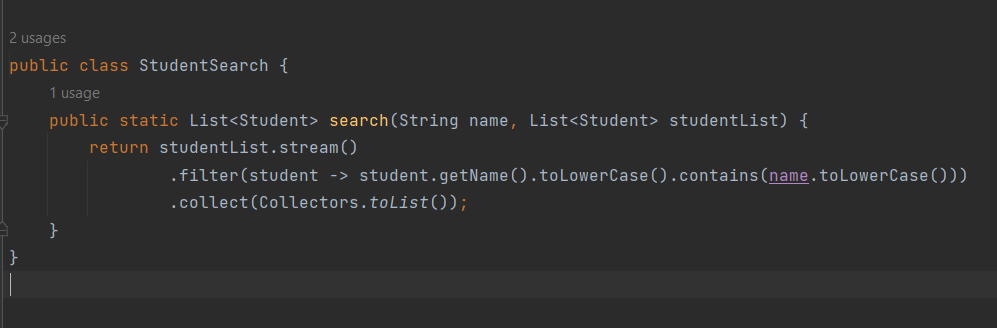 2 usages
public class StudentSearch {
1 usage
public static List<Student> search(String name, List<Student> studentList) {
return studentList.stream()
.filter(student -> student.getName().toLowerCase().contains(name.toLowerCase()))
.collect(Collectors.toList());
}
}